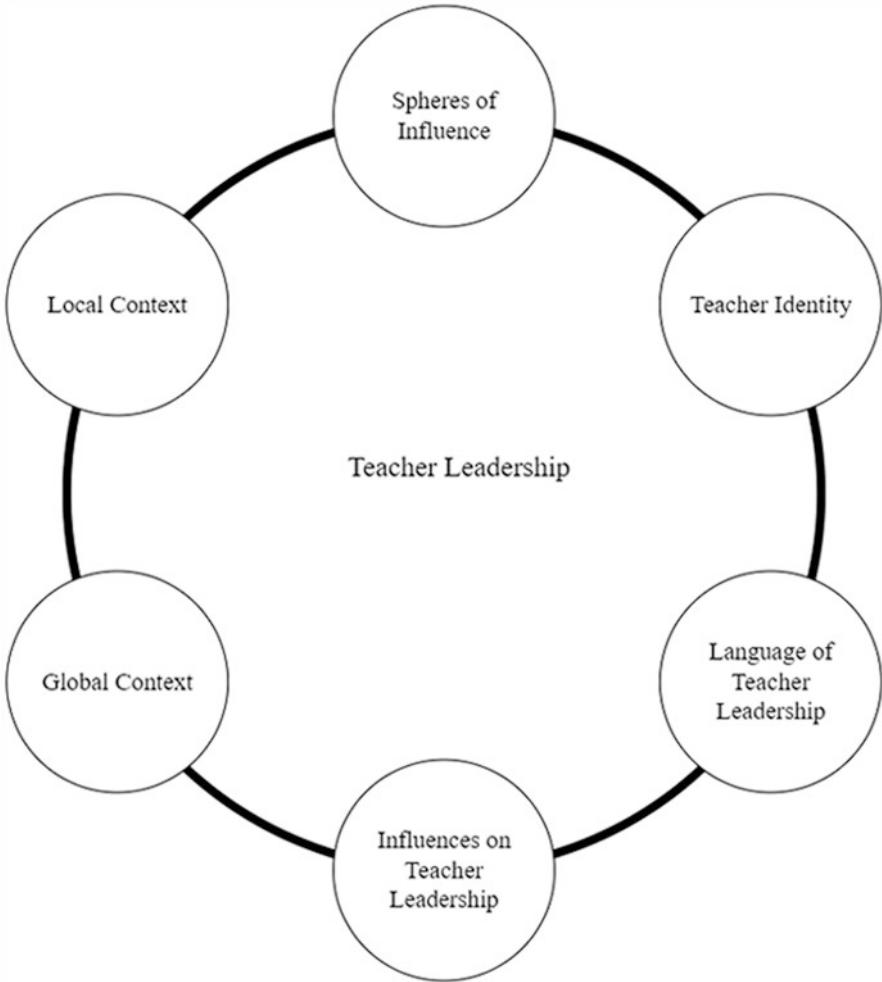 Spheres of
Influence
Local Context
Teacher Identity
Teacher Leadership
Global Context
Language of
Teacher
Leadership
Influences on
Teacher
Leadership